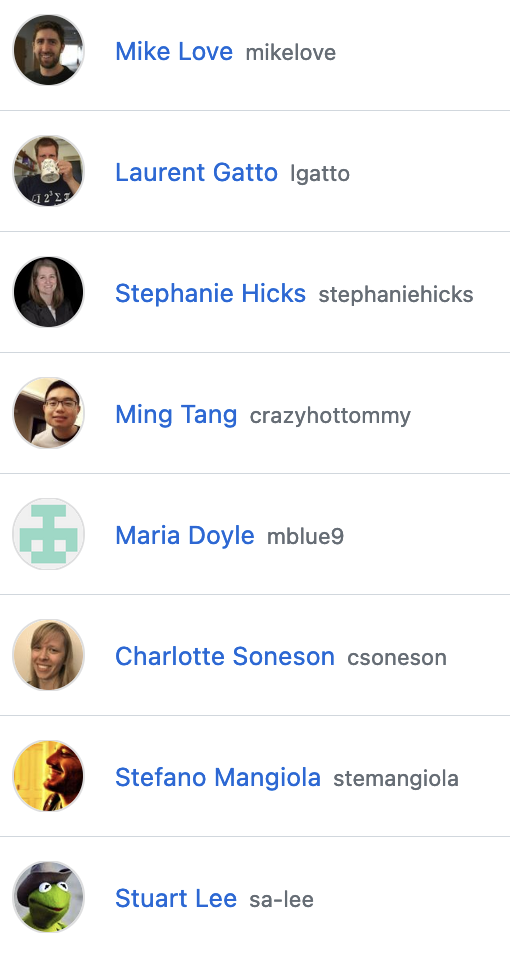 Mike Love mikelove
Laurent Gatto lgatto
Stephanie Hicks stephaniehicks
Ming Tang crazyhottommy
Maria Doyle mblue9
Charlotte Soneson csoneson
Stefano Mangiola stemangiola
Stuart Lee sa-lee